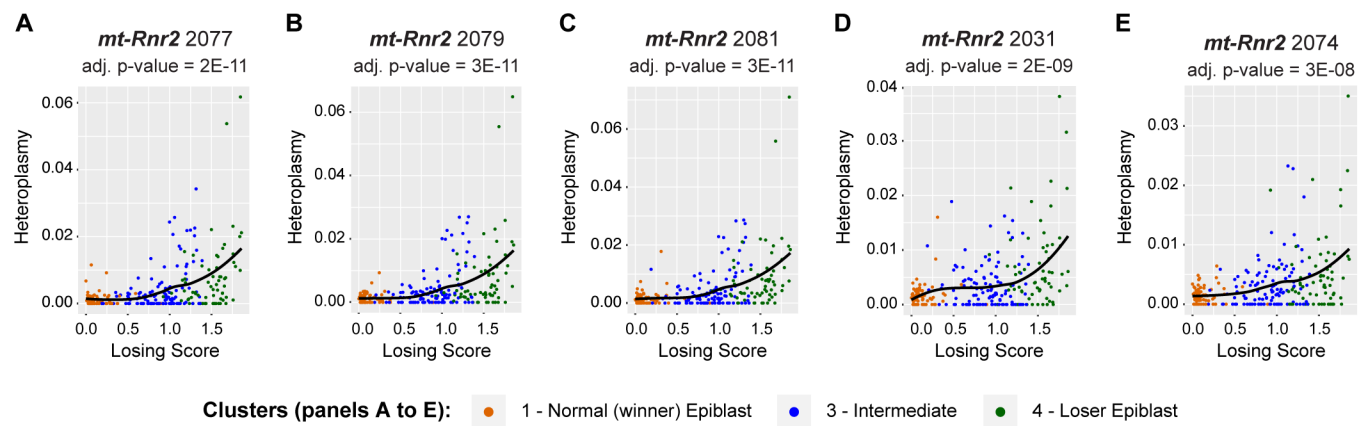 A
mt-Rnr2 2077
adj. p-value = 2E-11
Heteroplasmy
0.06
0.04
0.02
0.00
0.0 0.5 1.0 1.5
Losing Score
B
mt-Rnr2 2079
adj. p-value = 3E-11
Heteroplasmy
0.06
0.04
0.02
0.00
0.0 0.5 1.0 1.5
Losing Score
C
mt-Rnr2 2081
adj. p-value = 3E-11
Heteroplasmy
0.06
0.04
0.02
0.00
0.0 0.5 1.0 1.5
Losing Score
D
mt-Rnr2 2031
adj. p-value = 2E-09
Heteroplasmy
0.04
0.03
0.02
0.01
0.00
0.0 0.5 1.0 1.5
Losing Score
E
mt-Rnr2 2074
adj. p-value = 3E-08
Heteroplasmy
0.03
0.02
0.01
0.00
0.0 0.5 1.0 1.5
Losing Score
Clusters (panels A to E): 1 - Normal (winner) Epiblast 3 - Intermediate 4 - Loser Epiblast